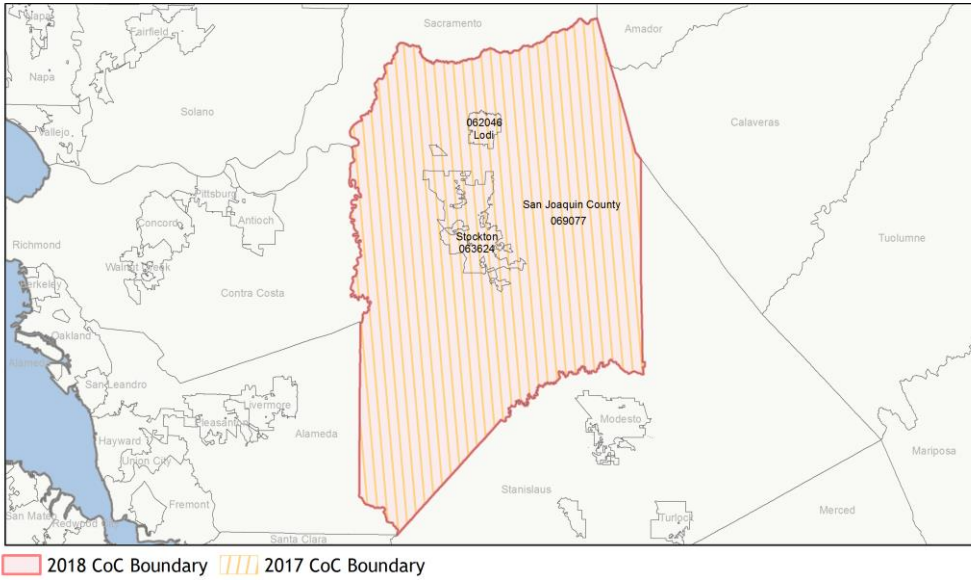 Napa
Fairfield
Sacramento
Amador
Napa
Solano
Vallejo
062046
Lodi
Calaveras
Pittsburg
Antioch
Concord
San Joaquin County
069077
Stockton
063624
Richmond
Walnut Creek
Tuolumne
Berkeley
Contra Costa
Oakland
Alameda
San Leandro
Livermore
Pleasanton
Hayward
Alameda
Modesto
Union City
Mariposa
Stanislaus
Fremont
Merced
San Mateo
Redwood C
Turlock
Santa Clara
2018 CoC Boundary 2017 CoC Boundary